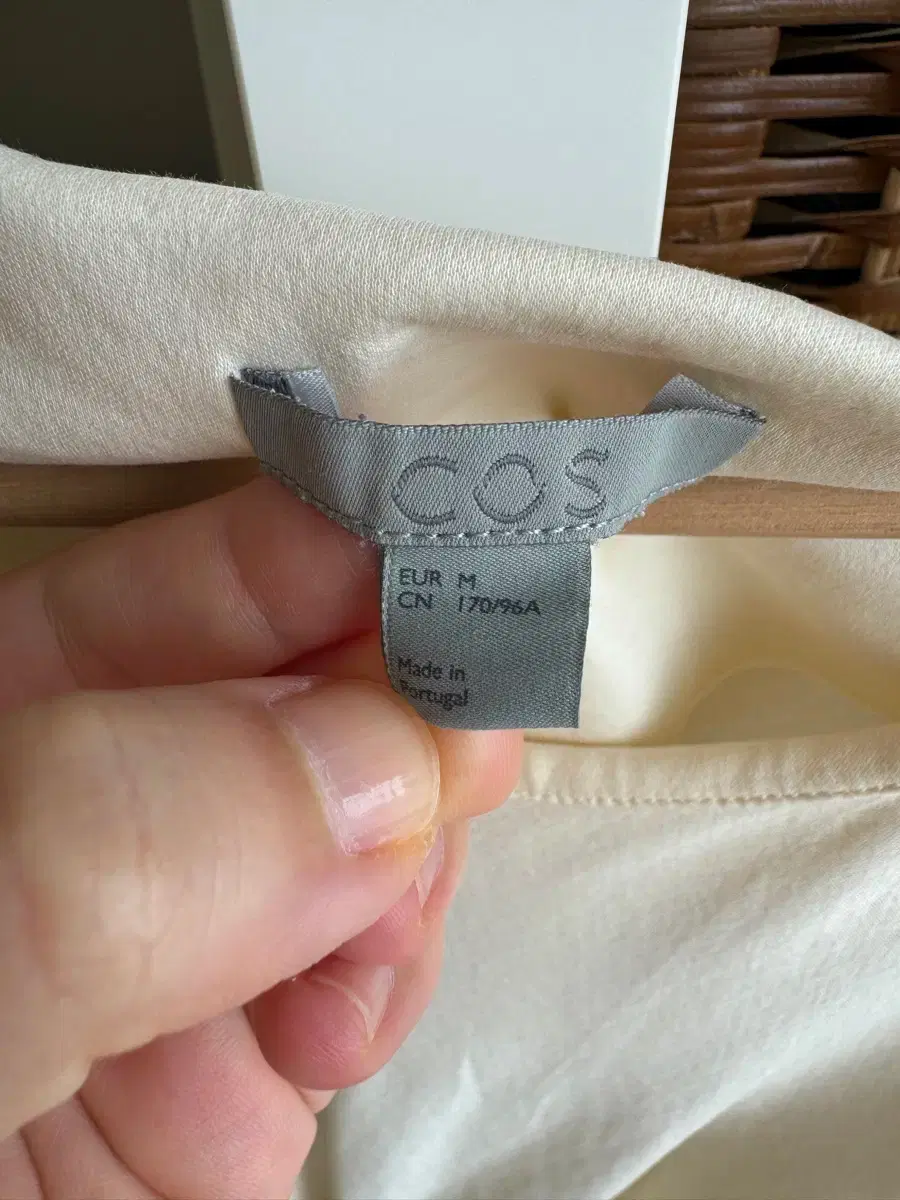 COS
EUR M
CN 170/96A
Made in
Portugal